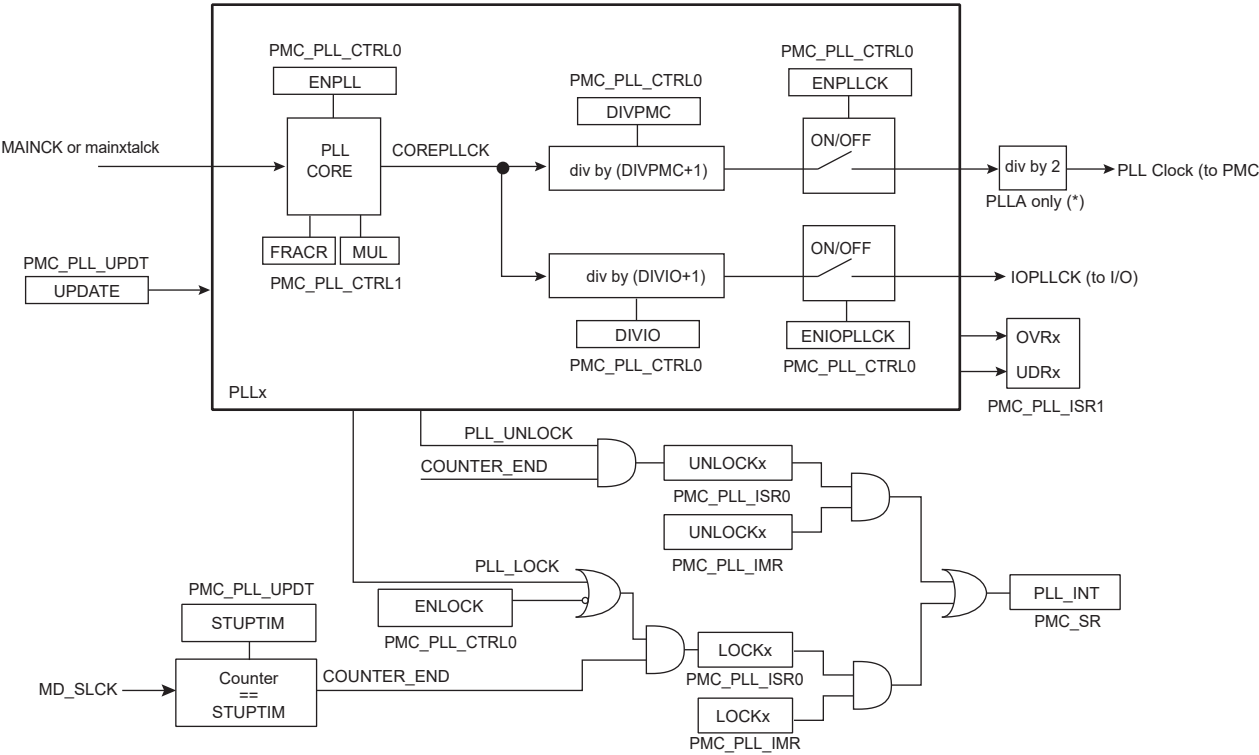 PMC_PLL_CTRL0
ENPLL
PMC_PLL_CTRL0
DIVPMC
PMC_PLL_CTRL0
ENPLLCK
MAINCK or mainxtalck
PLL
CORE
COREPLLCK
div by (DIVPMC+1)
ON/OFF
div by 2
PLL Clock (to PMC
PLLA only (*)
FRACR
MUL
PMC_PLL_CTRL1
PMC_PLL_UPDT
UPDATE
div by (DIVIO+1)
ON/OFF
IOPLLCK (to I/O)
DIVIO
PMC_PLL_CTRL0
ENIOPLLCK
PMC_PLL_CTRL0
OVRx
UDRx
PMC_PLL_ISR1
PLLx
PLL_UNLOCK
COUNTER_END
UNLOCKx
PMC_PLL_ISR0
UNLOCKx
PMC_PLL_IMR
PLL_LOCK
ENLOCK
PMC_PLL_CTRL0
PLL_INT
PMC_SR
PMC_PLL_UPDT
STUPTIM
LOCKx
PMC_PLL_ISR0
MD_SLCK
Counter
==
STUPTIM
COUNTER_END
LOCKx
PMC_PLL_IMR